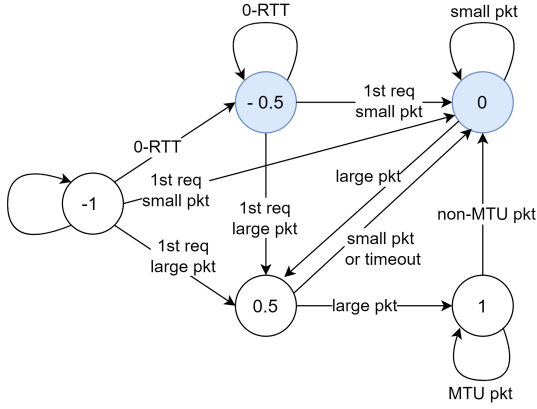 0-RTT
small pkt
- 0.5
1st req
small pkt
0
0-RTT
1st req
small pkt
-1
large pkt
1st req
large pkt
non-MTU pkt
small pkt
or timeout
1st req
large pkt
0.5
large pkt
1
MTU pkt